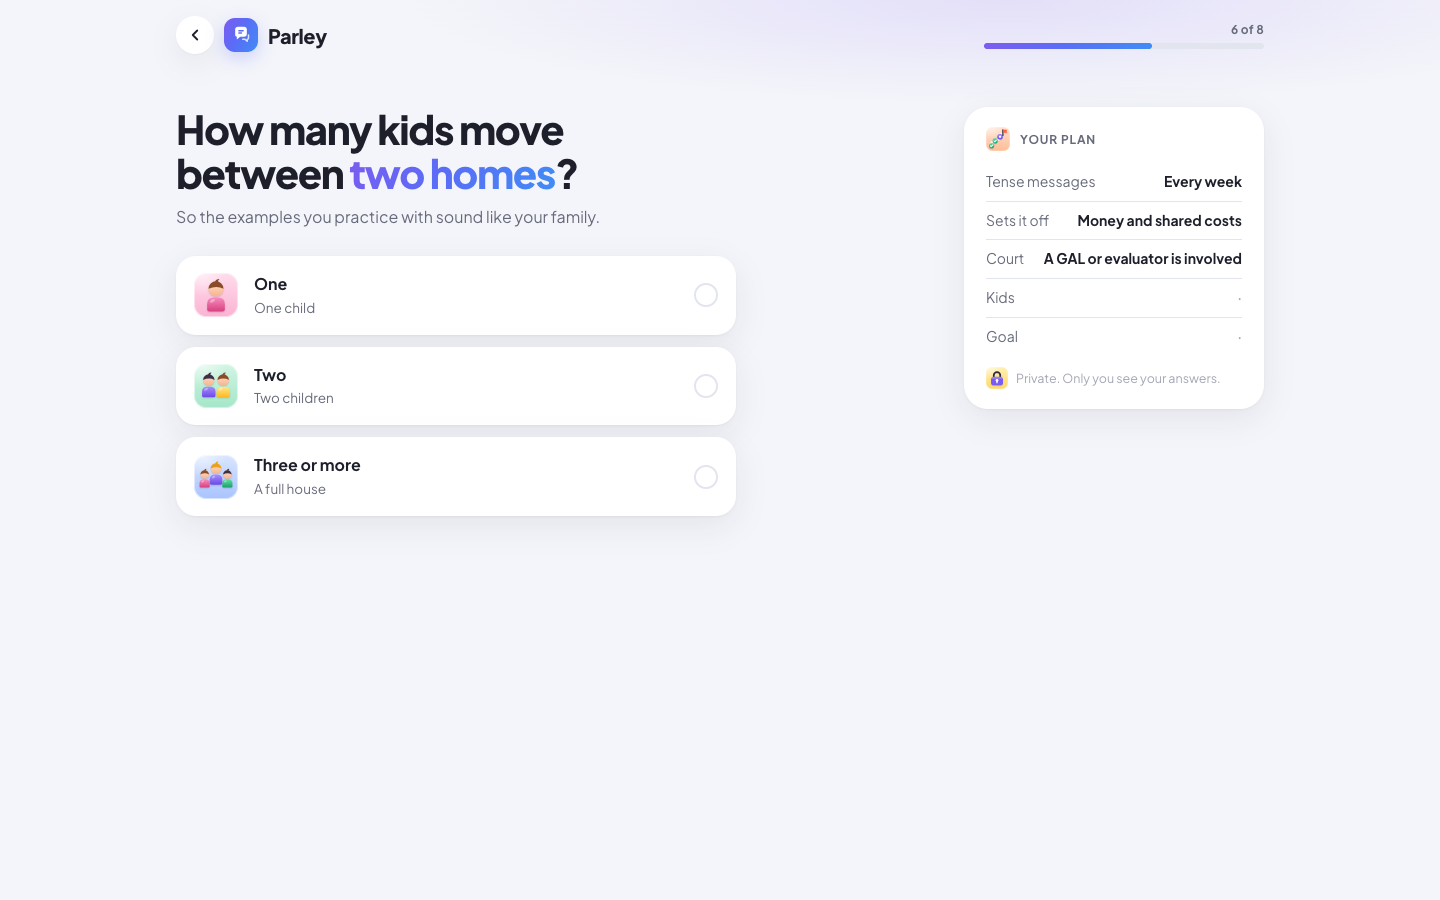 Parley
6 of 8
How many kids move
between two homes?
So the examples you practice with sound like your family.
One
One child
Two
Two children
Three or more
A full house
YOUR PLAN
Tense messages Every week
Sets it off Money and shared costs
Court A GAL or evaluator is involved
Kids ·
Goal ·
Private. Only you see your answers.